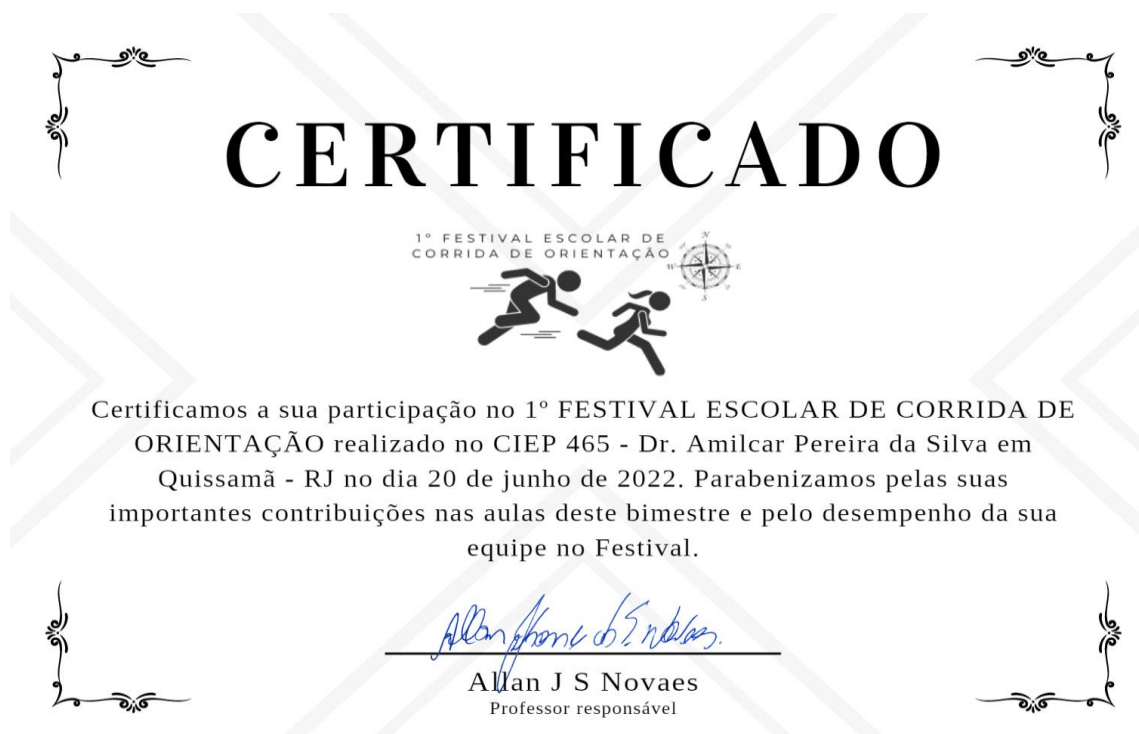 CERTIFICADO
1º FESTIVAL ESCOLAR DE
CORRIDA DE ORIENTAÇÃO
N
W
E
S
Certificamos a sua participação no 1º FESTIVAL ESCOLAR DE CORRIDA DE
ORIENTAÇÃO realizado no CIEP 465 - Dr. Amilcar Pereira da Silva em
Quissamã - RJ no dia 20 de junho de 2022. Parabenizamos pelas suas
importantes contribuições nas aulas deste bimestre e pelo desempenho da sua
equipe no Festival.
Allan
Allan J S Novaes
Professor responsável